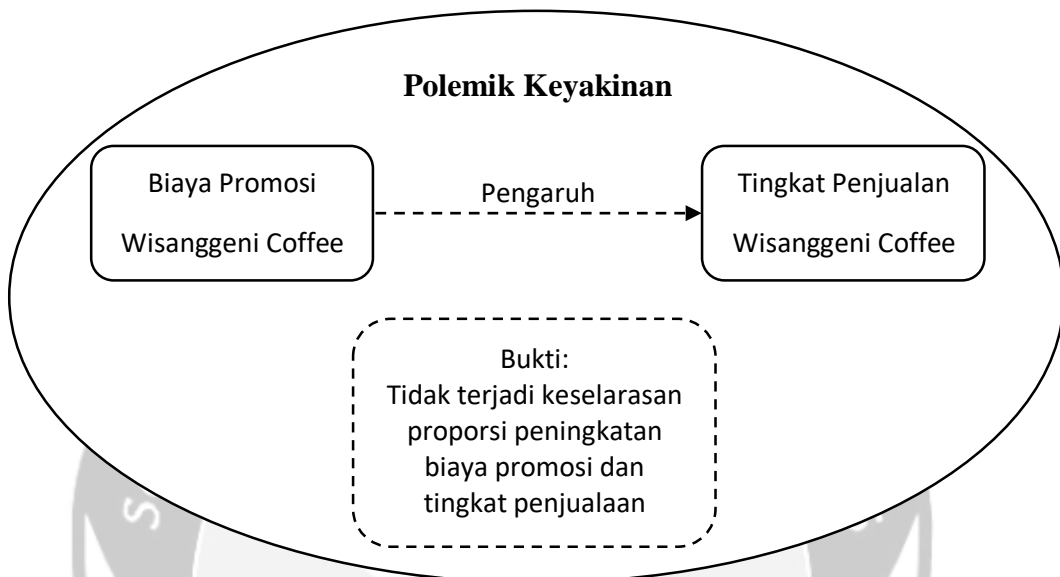 Polemik Keyakinan
Biaya Promosi
Wisanggeni Coffee
Pengaruh
Tingkat Penjualan
Wisanggeni Coffee
Bukti:
Tidak terjadi keselarasan
proporsi peningkatan
biaya promosi dan
tingkat penjualaan